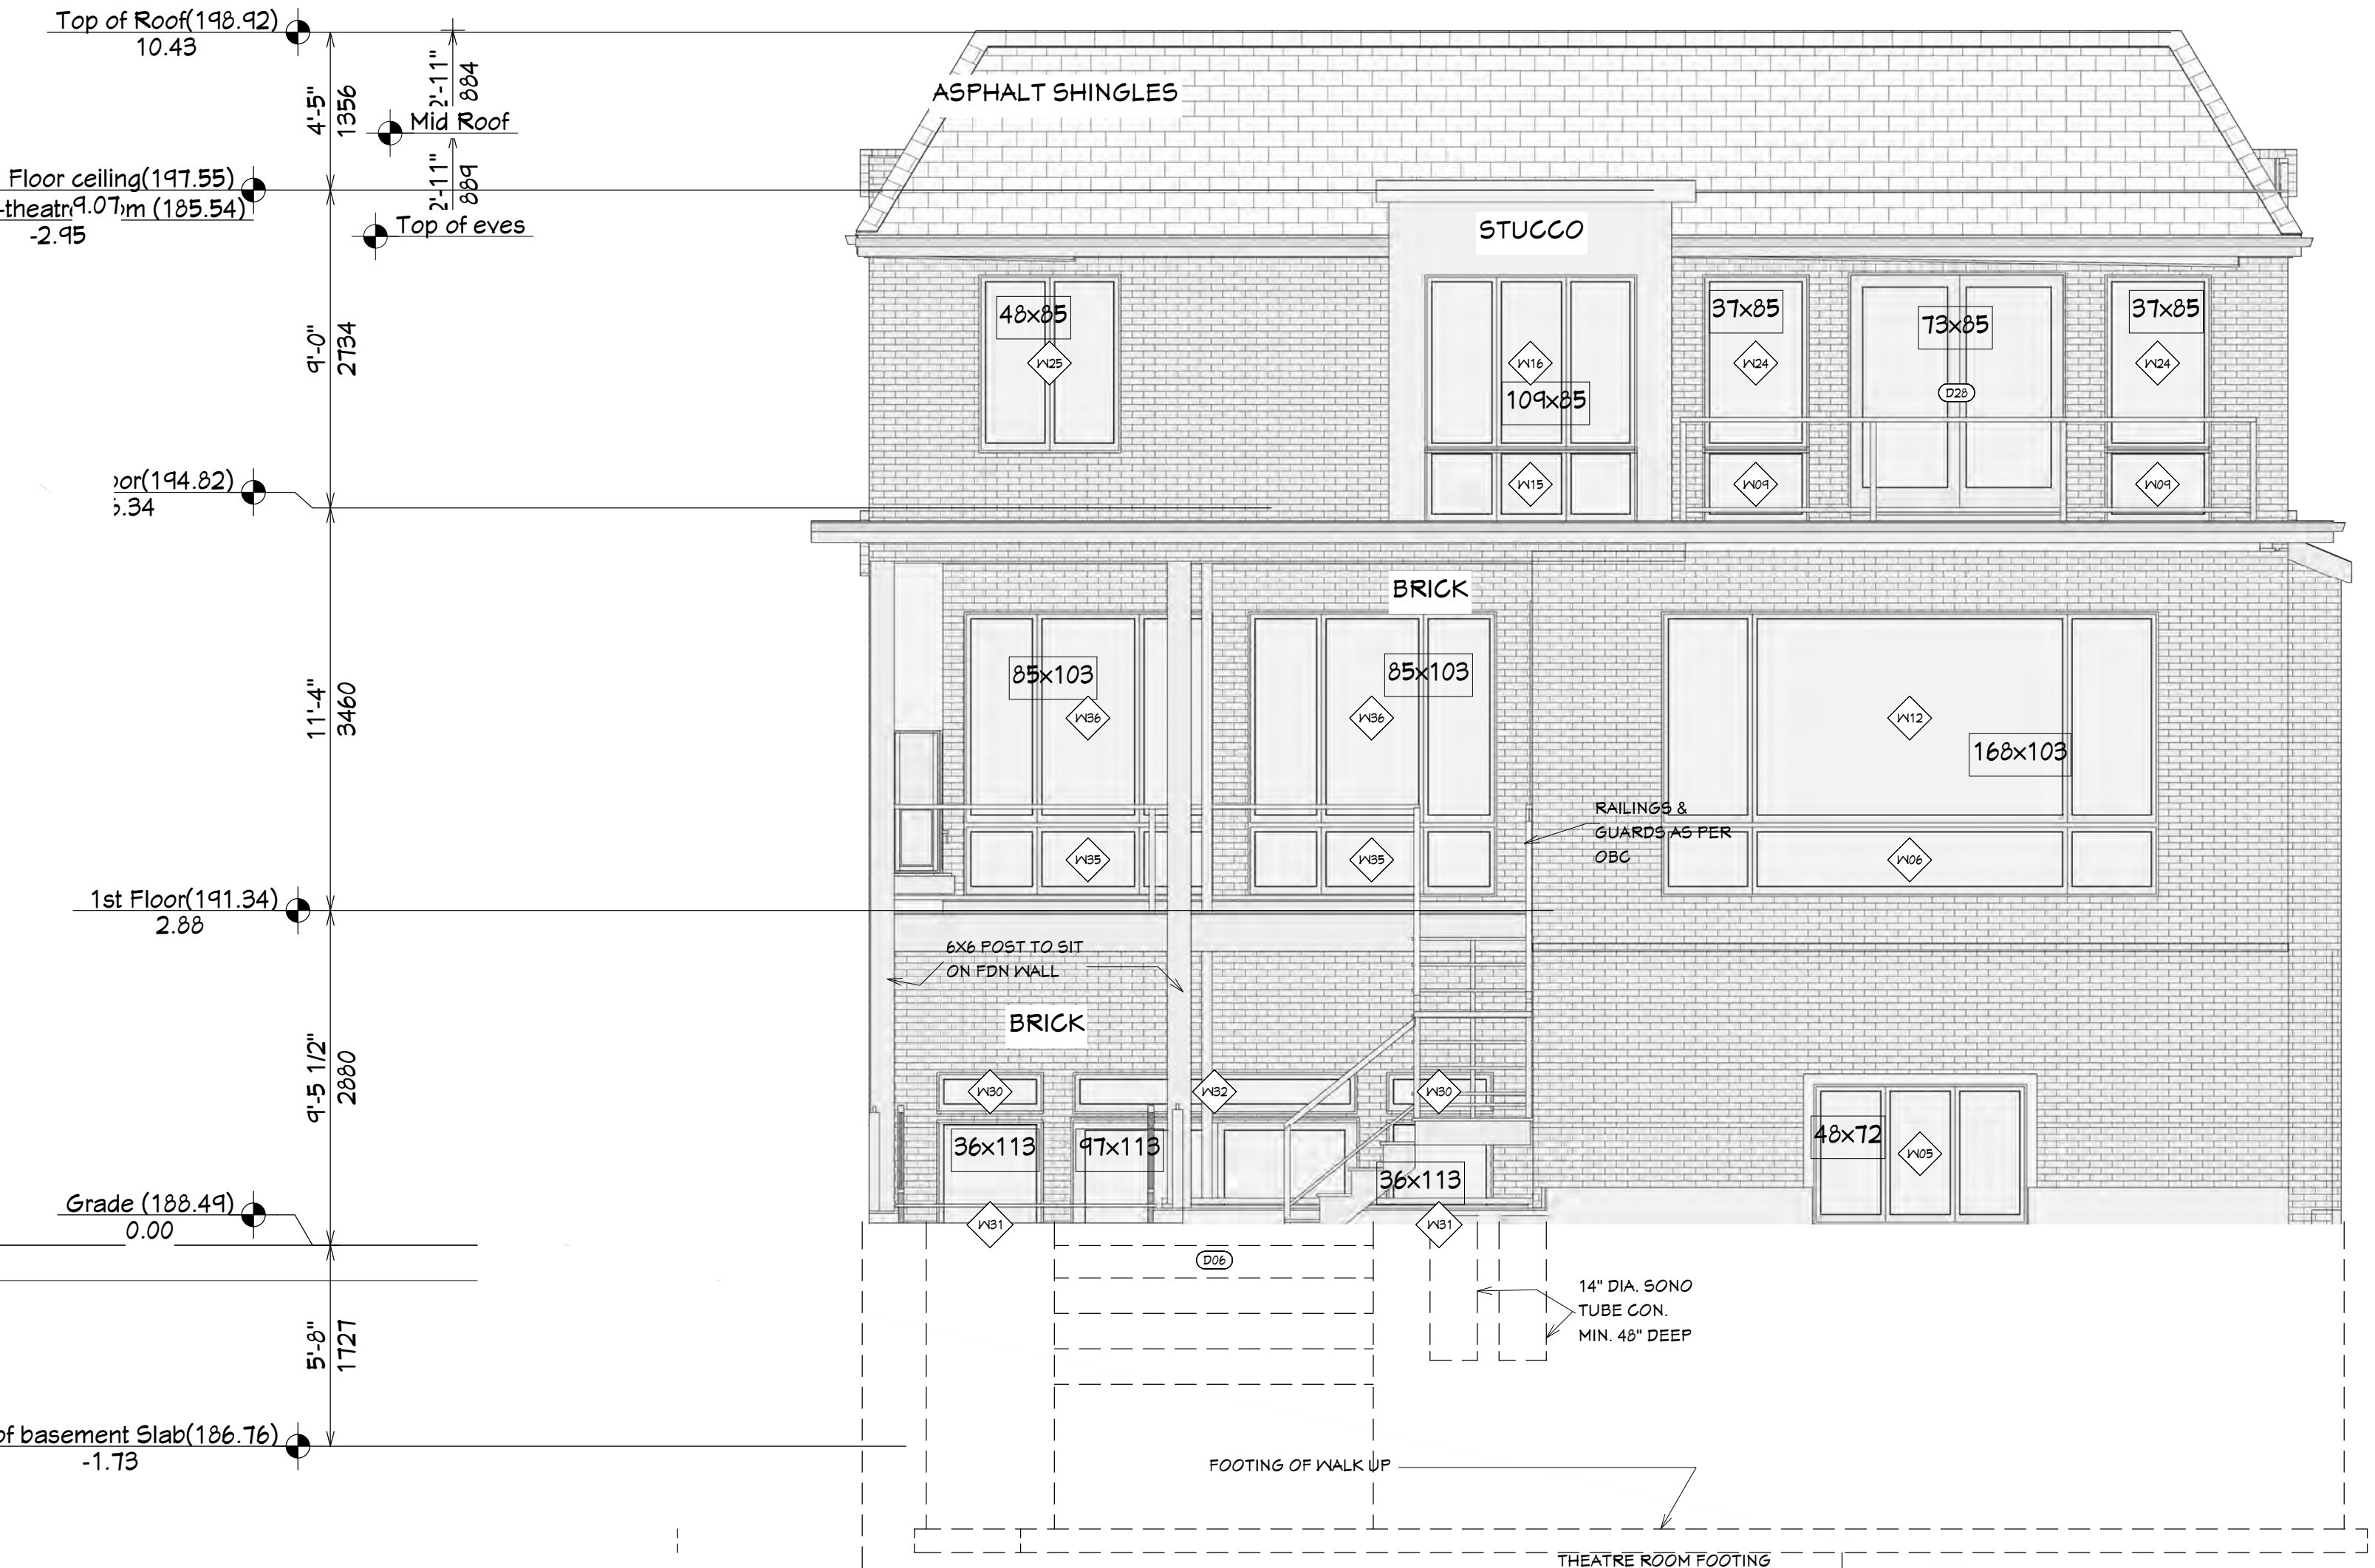 Top of Roof(198.92)
10.43
4'-5"
1356
2'-11"
884
Mid Roof
2'-11"
889
Floor ceiling(197.55)
9.07
-theatr m (185.54)
-2.95
Top of eves
ASPHALT SHINGLES
STUCCO
9'-0"
2734
48x85
W25
W16
109x85
W15
37x85
W24
W09
73x85
D28
37x85
W24
W09
oor(194.82)
5.34
11'-4"
3460
BRICK
85x103
W36
W35
85x103
W36
W35
W12
168x103
W06
RAILINGS &
GUARDS AS PER
OBC
1st Floor(191.34)
2.88
6X6 POST TO SIT
ON FDN WALL
BRICK
9'-5 1/2"
2880
W30
W32
W30
36x113
97x113
36x113
48x72
W05
Grade (188.49)
0.00
W31
W31
D06
14" DIA. SONO
TUBE CON.
MIN. 48" DEEP
5'-8"
1727
of basement Slab(186.76)
-1.73
FOOTING OF WALK UP
THEATRE ROOM FOOTING